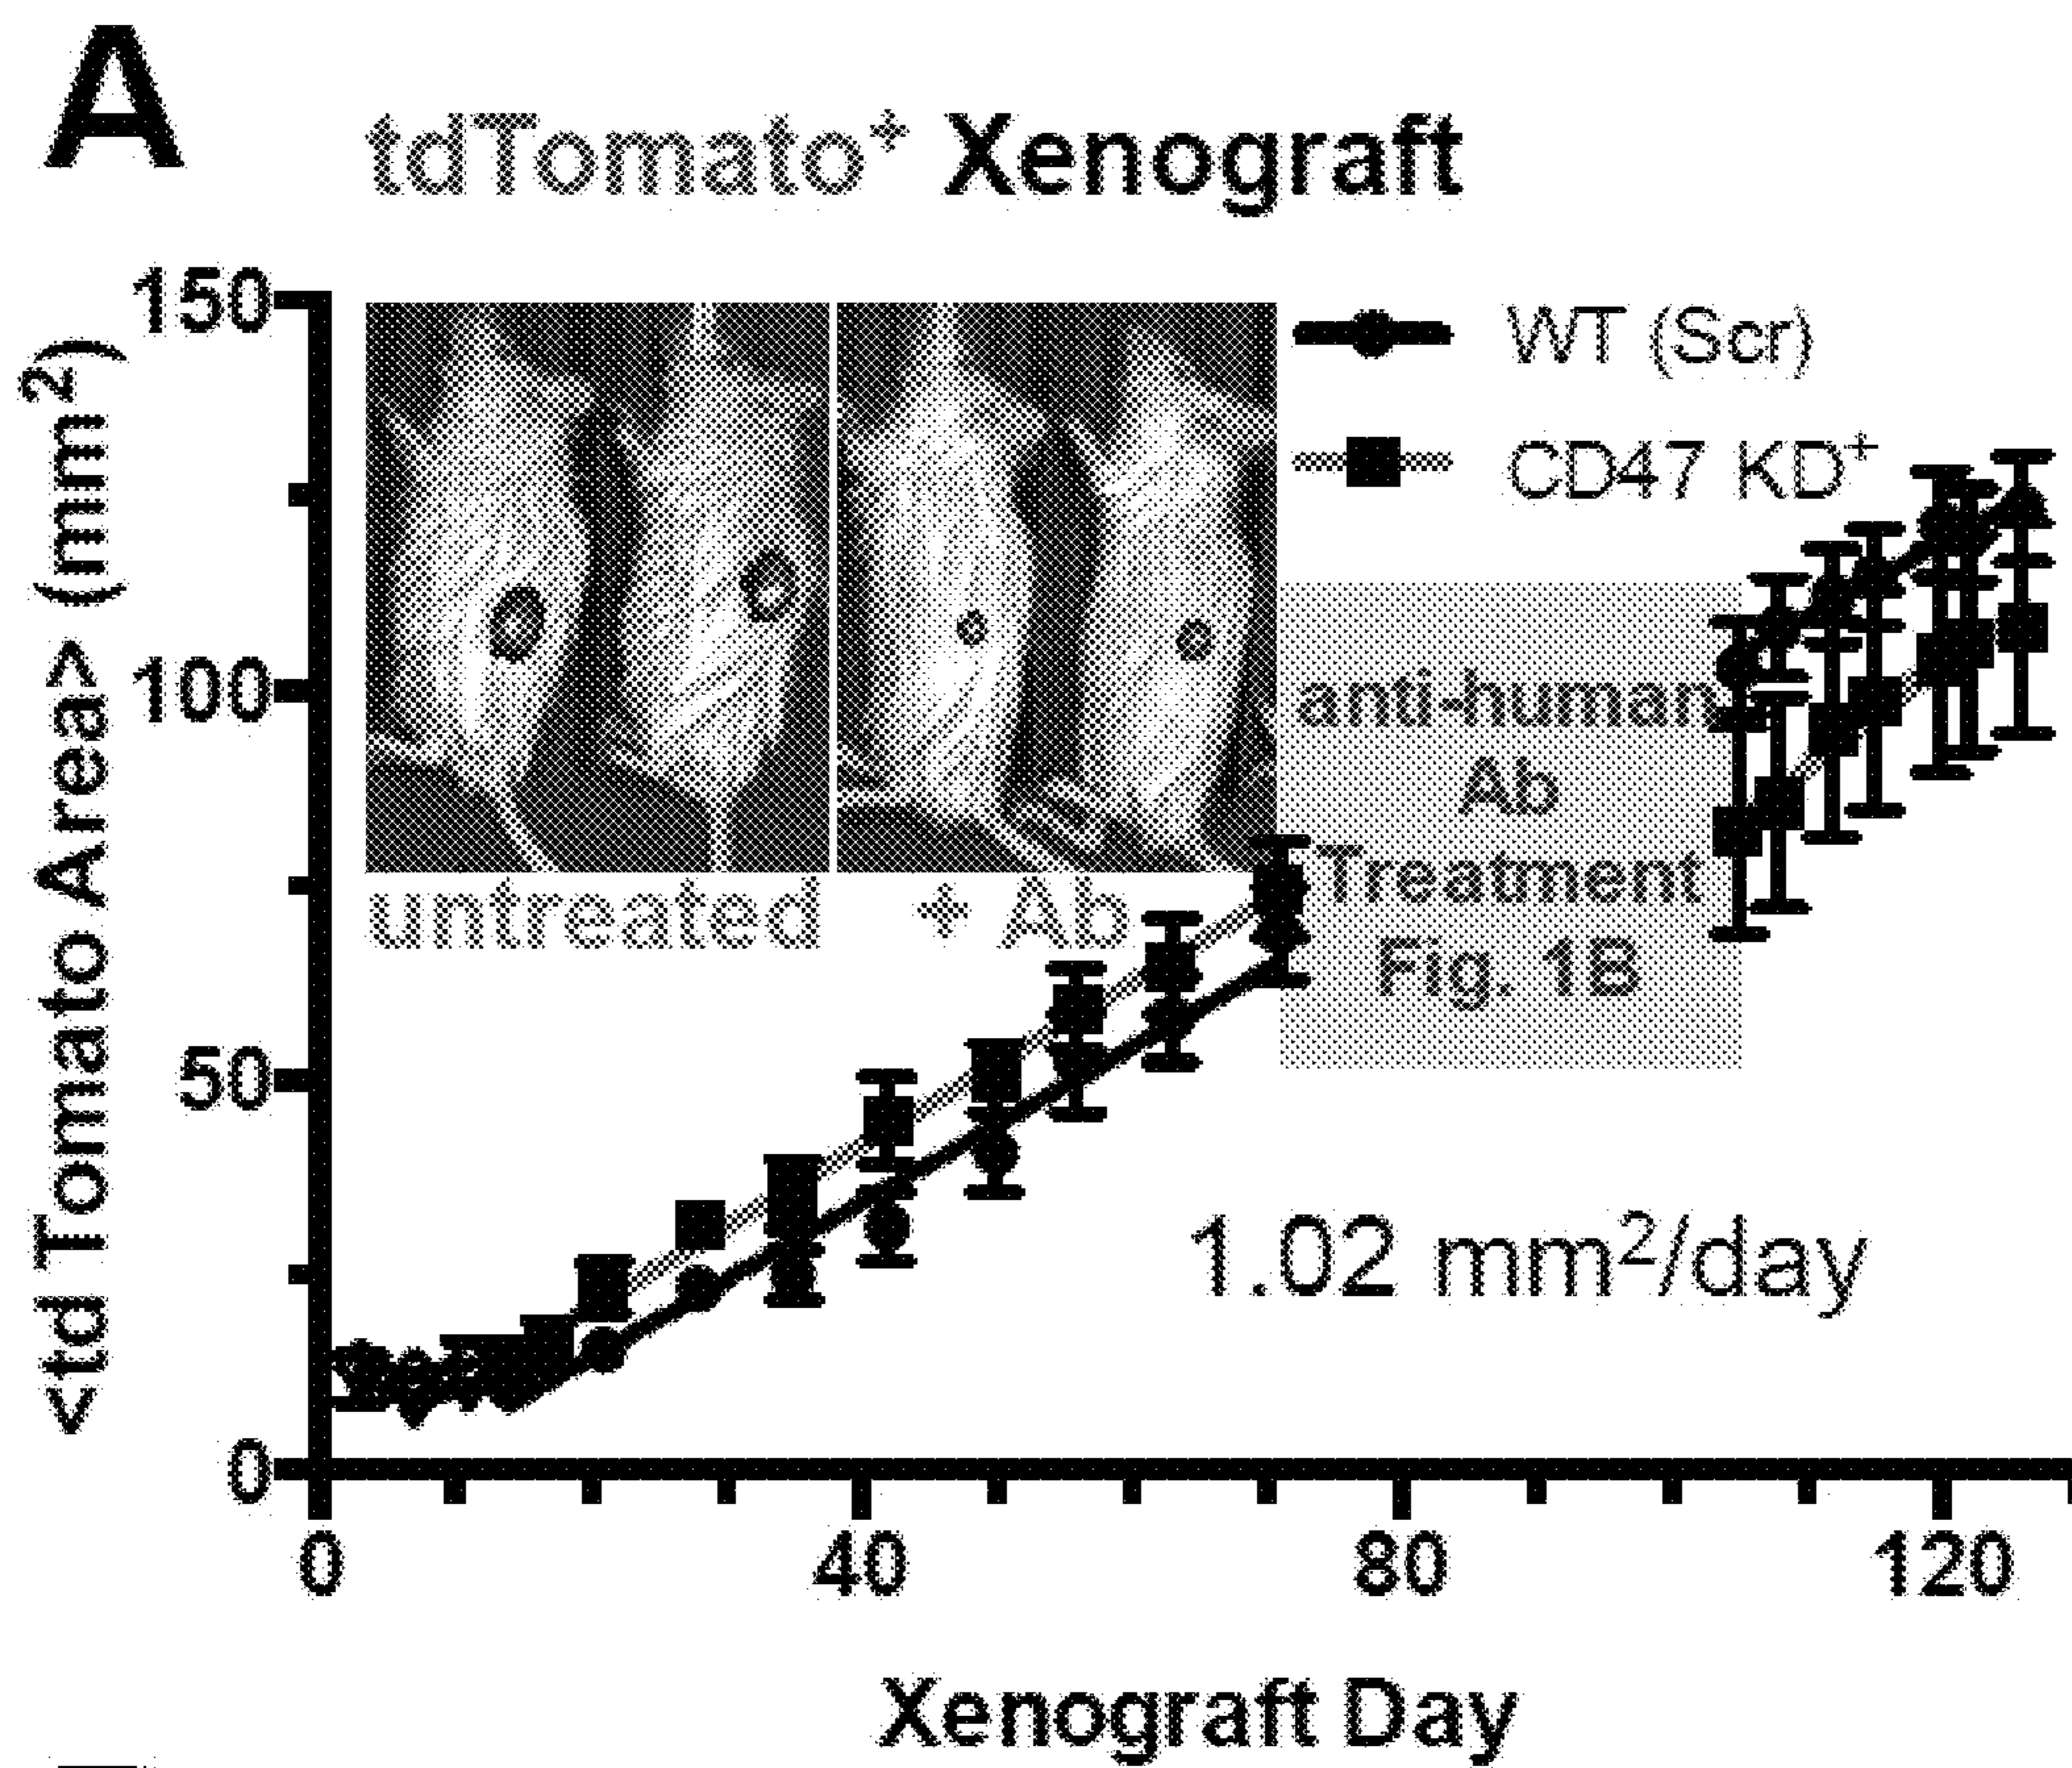 A
tdTomato⁺ Xenograft
<td Tomato Area> (mm²)
150
100
50
0
WT (Scr)
CD47 KD⁺
untreated
+ Ab
anti-human
Ab
Treatment
Fig. 1B
1.02 mm²/day
0
40
80
120
Xenograft Day